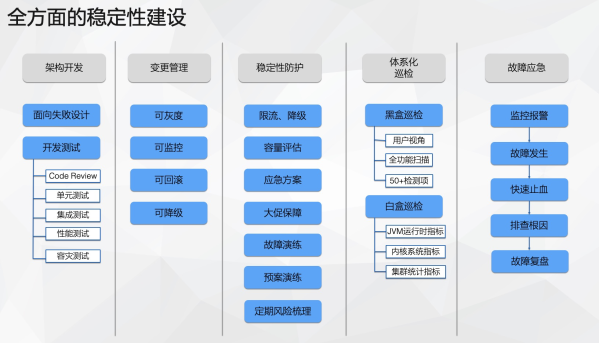 全方面的稳定性建设
架构开发
面向失败设计
开发测试
Code Review
单元测试
集成测试
性能测试
容灾测试
变更管理
可灰度
可监控
可回滚
可降级
稳定性防护
限流、降级
容量评估
应急方案
大促保障
故障演练
预案演练
定期风险梳理
体系化
巡检
黑盒巡检
用户视角
全功能扫描
50+检测项
白盒巡检
JVM运行时指标
内核系统指标
集群统计指标
故障应急
监控报警
故障发生
快速止血
排查根因
故障复盘